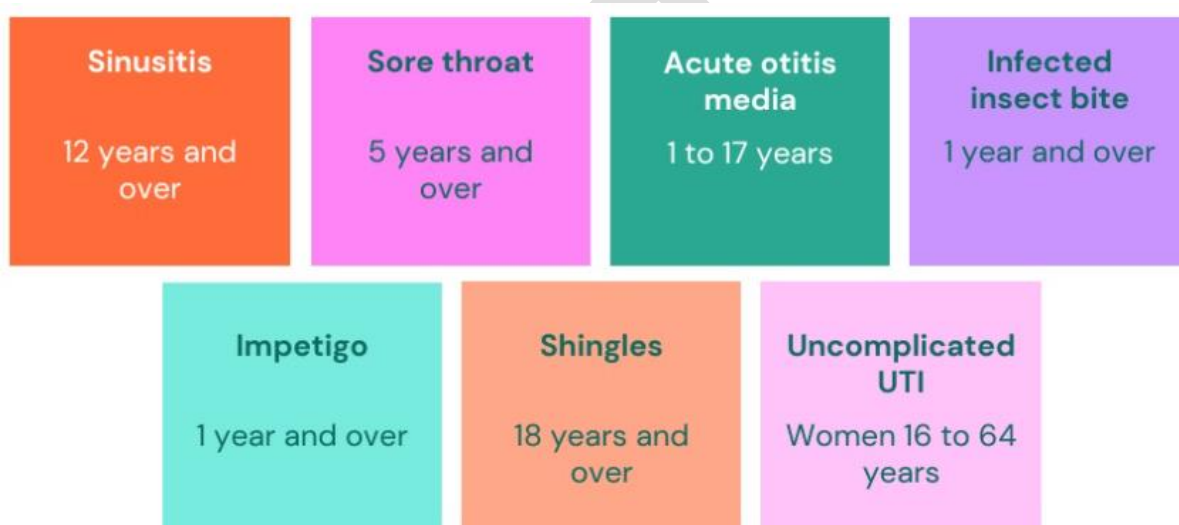 Sinusitis
12 years and
over
Sore throat
5 years and
over
Acute otitis
media
1 to 17 years
Infected
insect bite
1 year and over
Impetigo
1 year and over
Shingles
18 years and
over
Uncomplicated
UTI
Women 16 to 64
years